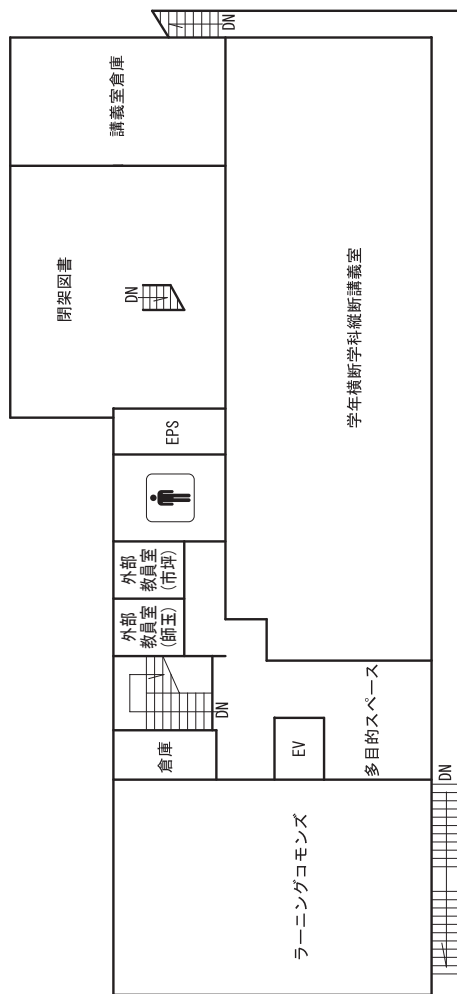 DN
講義室倉庫
閉架図書
DN
学年横断学科縦断講義室
EPS
外部
教員室
(市坪)
外部
教員室
(師玉)
DN
倉庫
EV
多目的スペース
DN
ラーニングコモンズ